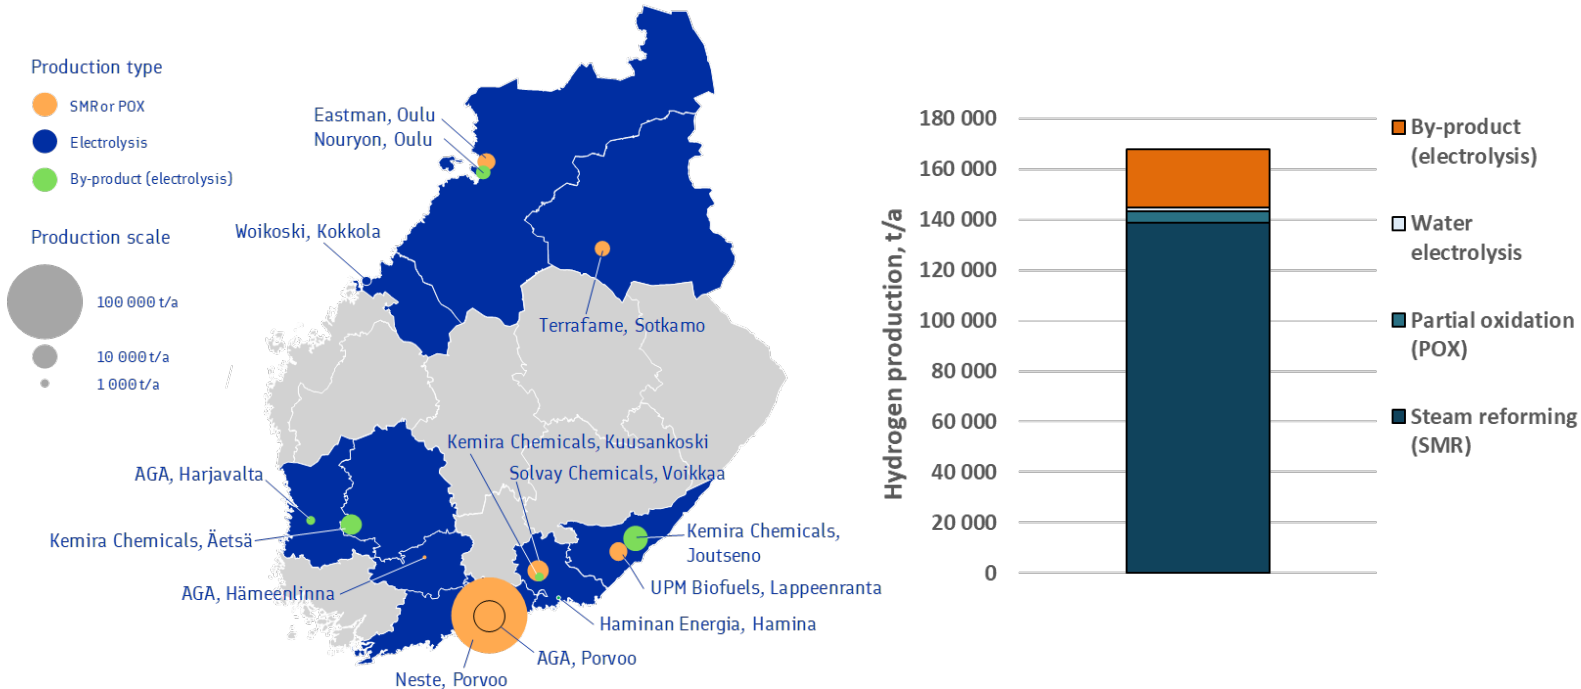 Production type
SMR or POX
Electrolysis
By-product (electrolysis)
Production scale
100 000 t/a
10 000 t/a
1 000 t/a
Eastman, Oulu
Nouryon, Oulu
Woikoski, Kokkola
Terrafame, Sotkamo
Kemira Chemicals, Kuusankoski
Solvay Chemicals, Voikkaa
AGA, Harjavalta
Kemira Chemicals, Äetsä
AGA, Hämeenlinna
Kemira Chemicals,
Joutseno
UPM Biofuels, Lappeenranta
Haminan Energia, Hamina
AGA, Porvoo
Neste, Porvoo
Hydrogen production, t/a
180 000
160 000
140 000
120 000
100 000
80 000
60 000
40 000
20 000
0
By-product
(electrolysis)
Water
electrolysis
Partial oxidation
(POX)
Steam reforming
(SMR)